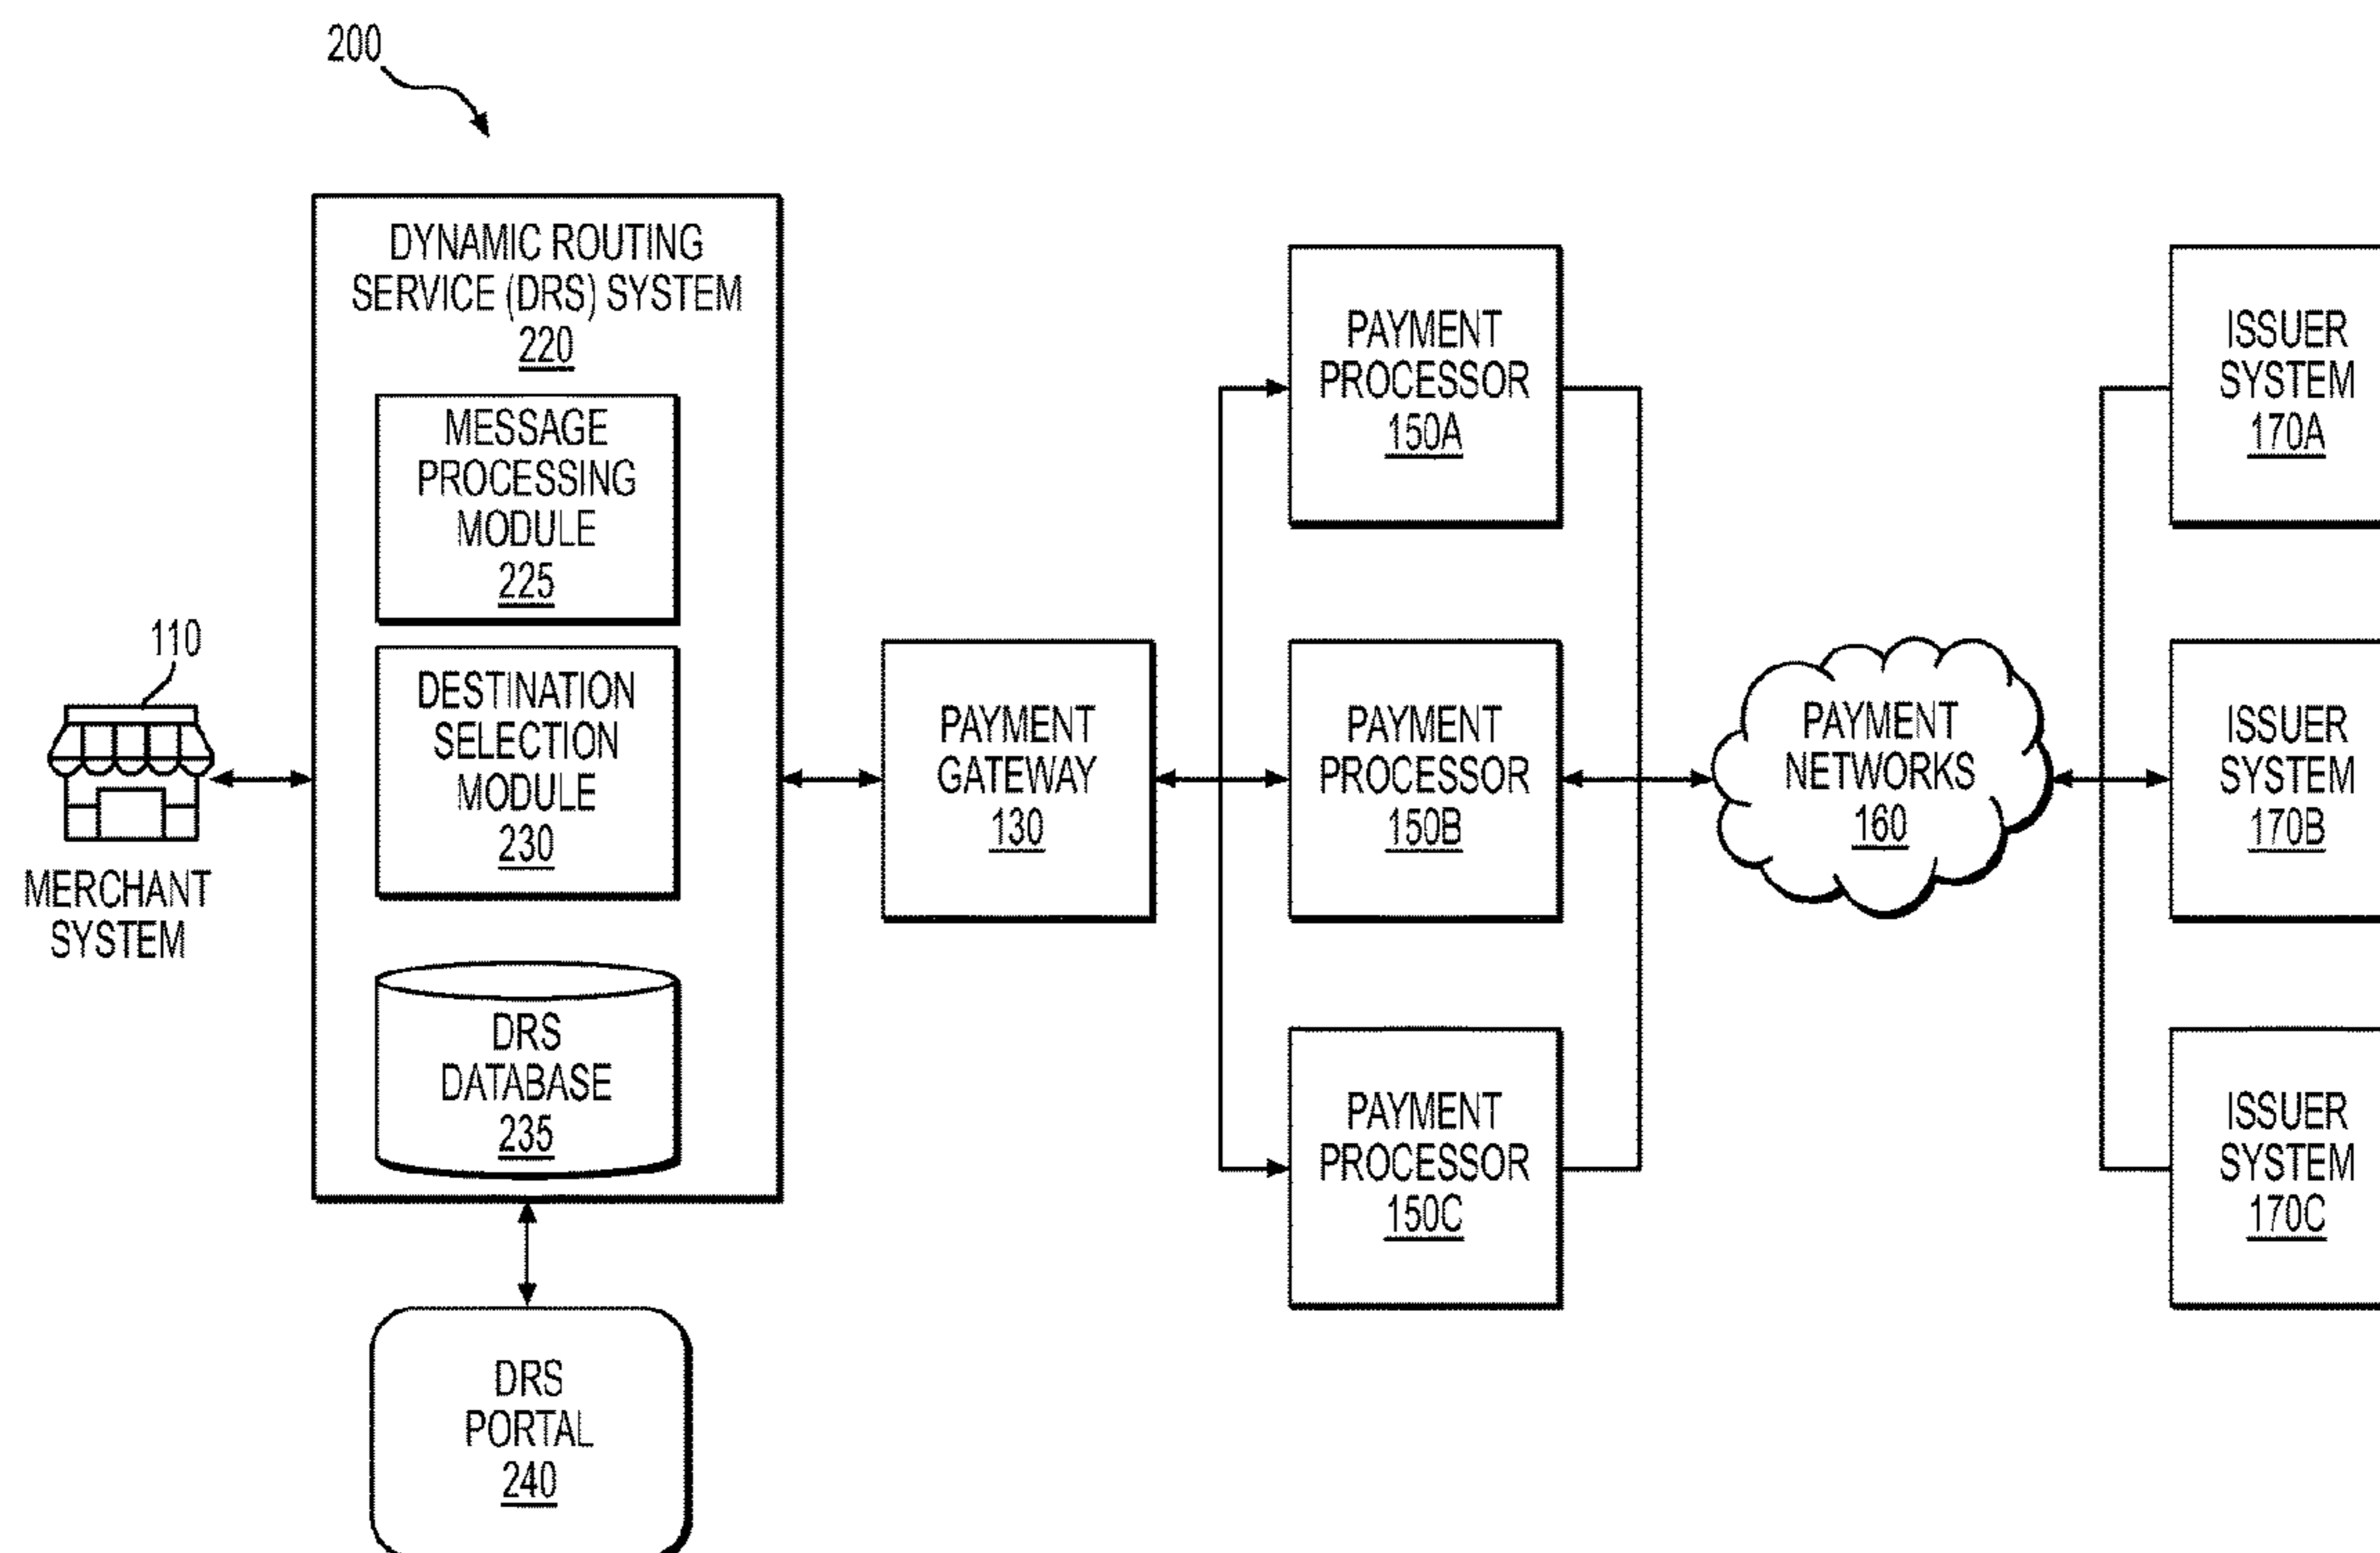 200
DYNAMIC ROUTING
SERVICE (DRS) SYSTEM
220
MESSAGE
PROCESSING
MODULE
225
DESTINATION
SELECTION
MODULE
230
DRS
DATABASE
235
DRS
PORTAL
240
110
MERCHANT
SYSTEM
PAYMENT
GATEWAY
130
PAYMENT
PROCESSOR
150A
PAYMENT
PROCESSOR
150B
PAYMENT
PROCESSOR
150C
PAYMENT
NETWORKS
160
ISSUER
SYSTEM
170A
ISSUER
SYSTEM
170B
ISSUER
SYSTEM
170C